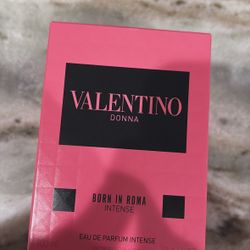 VALENTINO
DONNA
BORN IN ROMA
INTENSE
EAU DE PARFUM INTENSE